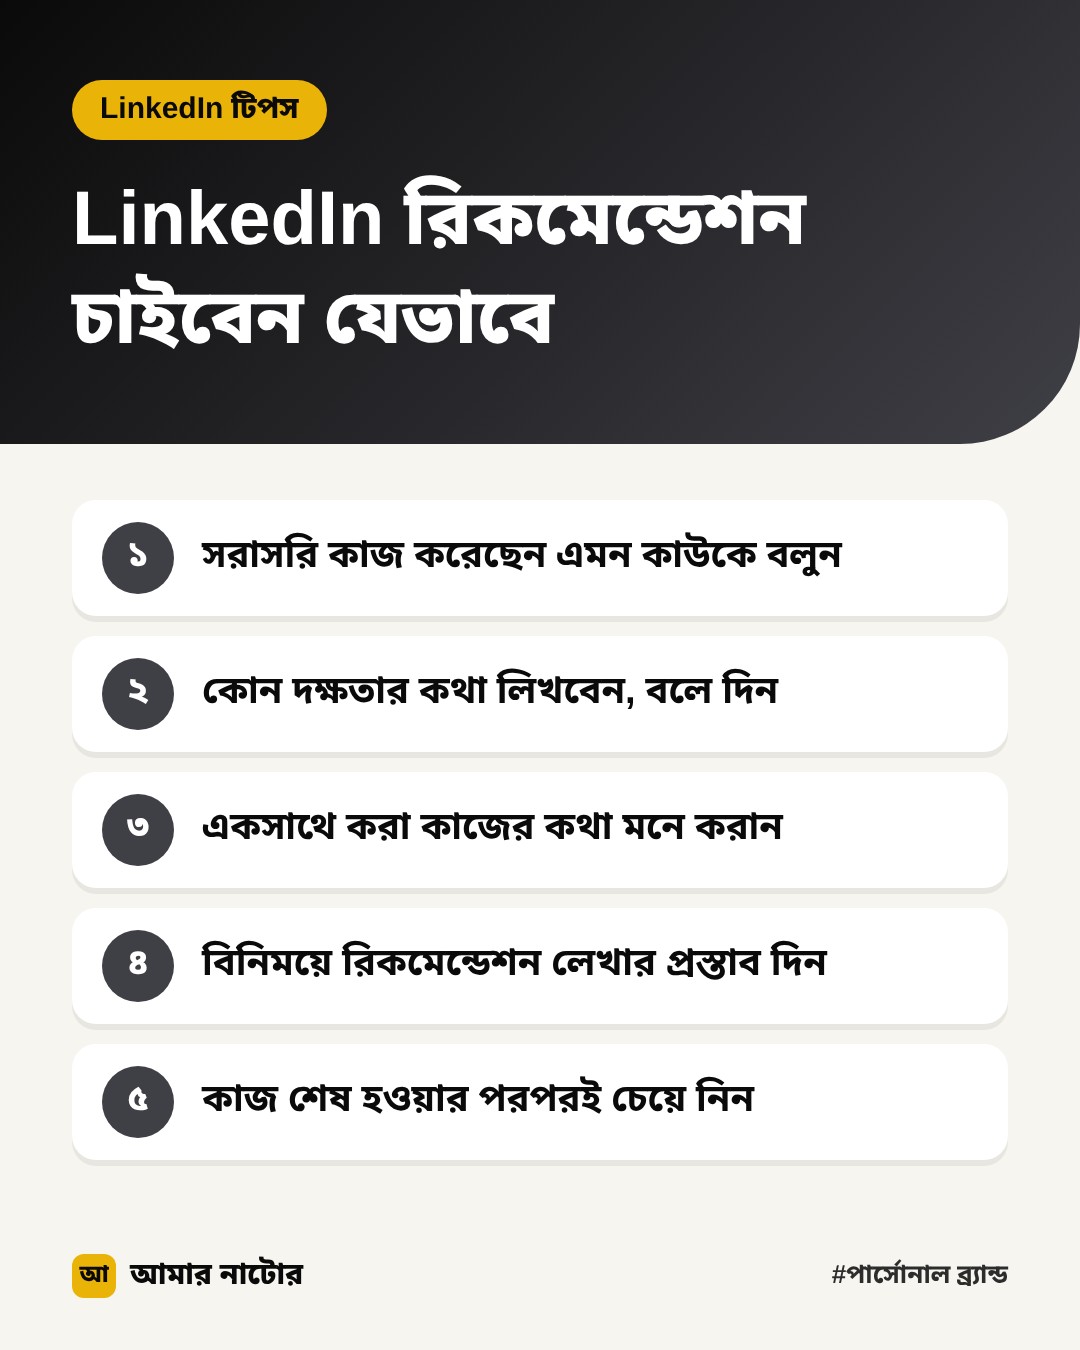 LinkedIn টিপস
LinkedIn রিকমেন্ডেশন
চাইবেন যেভাবে
১ সরাসরি কাজ করেছেন এমন কাউকে বলুন
২ কোন দক্ষতার কথা লিখবেন, বলে দিন
৩ একসাথে করা কাজের কথা মনে করান
৪ বিনিময়ে রিকমেন্ডেশন লেখার প্রস্তাব দিন
৫ কাজ শেষ হওয়ার পরপরই চেয়ে নিন
আ আমার নাটোর
#পার্সোনাল ব্র্যান্ড